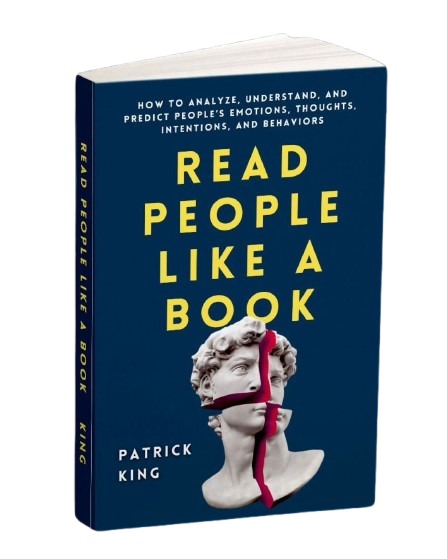 HOW TO ANALYZE, UNDERSTAND, AND
PREDICT PEOPLE'S EMOTIONS, THOUGHTS,
INTENTIONS, AND BEHAVIORS
READ
PEOPLE
LIKE A
BOOK
PATRICK
KING
READ PEOPLE LIKE A BOOK KING